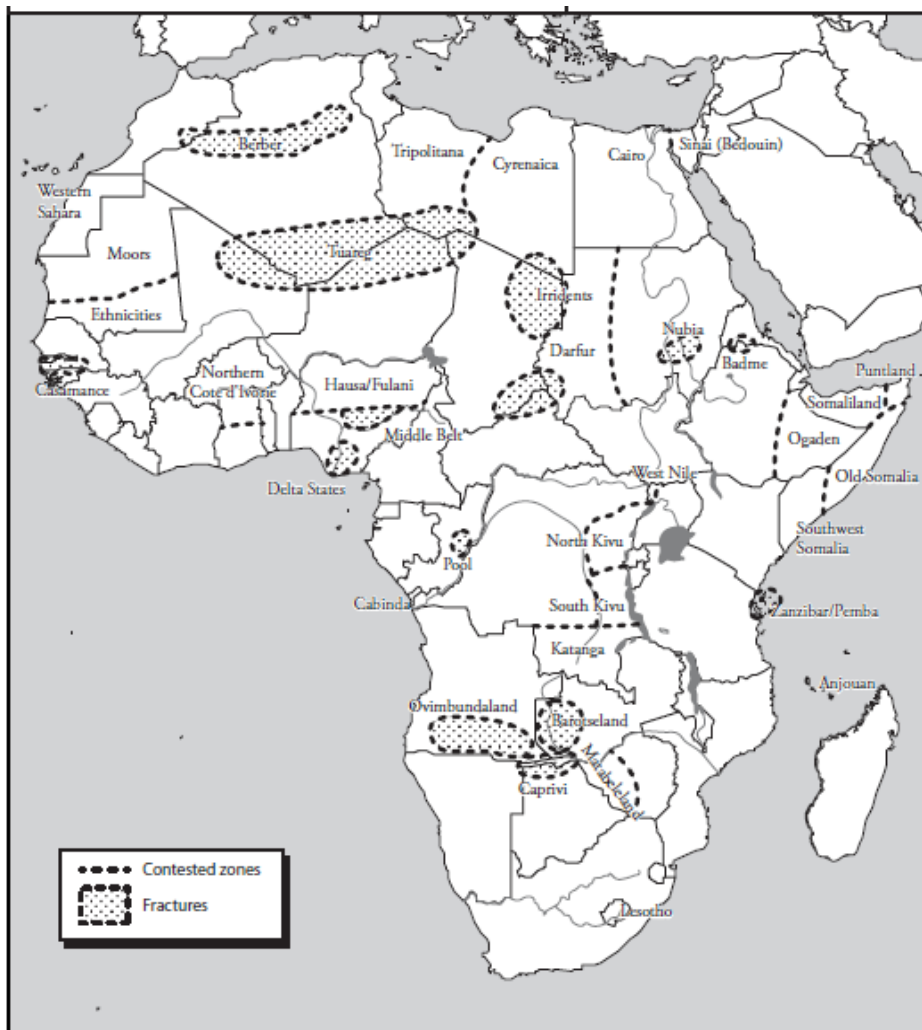 Berber
Tripolitana
Cyrenaica
Cairo
Sinai (Bedouin)
Western
Sahara
Moors
Tuareg
Ethnicities
Irridents
Nubia
Badme
Puntland
Casamance
Northern
Cote d'Ivoire
Hausa/Fulani
Darfur
Somaliland
Middle Belt
Ogaden
Delta States
West Nile
Old Somalia
North Kivu
Southwest
Somalia
Pool
Cabinda
South Kivu
Zanzibar/Pemba
Katanga
Anjouan
Ovimbundaland
Barotseland
Matabeleland
Caprivi
Contested zones
Fractures
Desotho